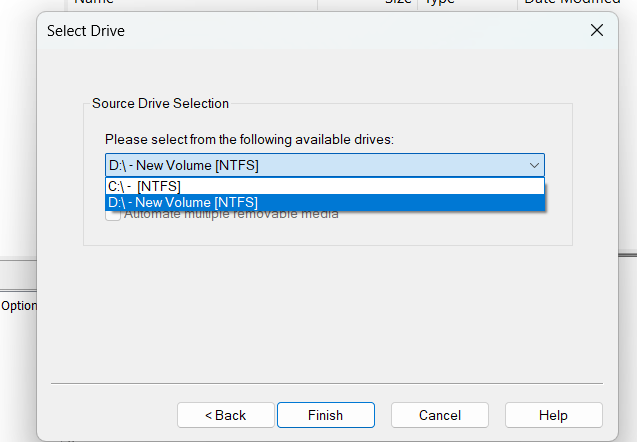 Name Size Type Date Modified
Select Drive
Source Drive Selection
Please select from the following available drives:
D:\ - New Volume [NTFS]
C:\ - [NTFS]
D:\ - New Volume [NTFS]
Automate multiple removable media
Option
< Back Finish Cancel Help